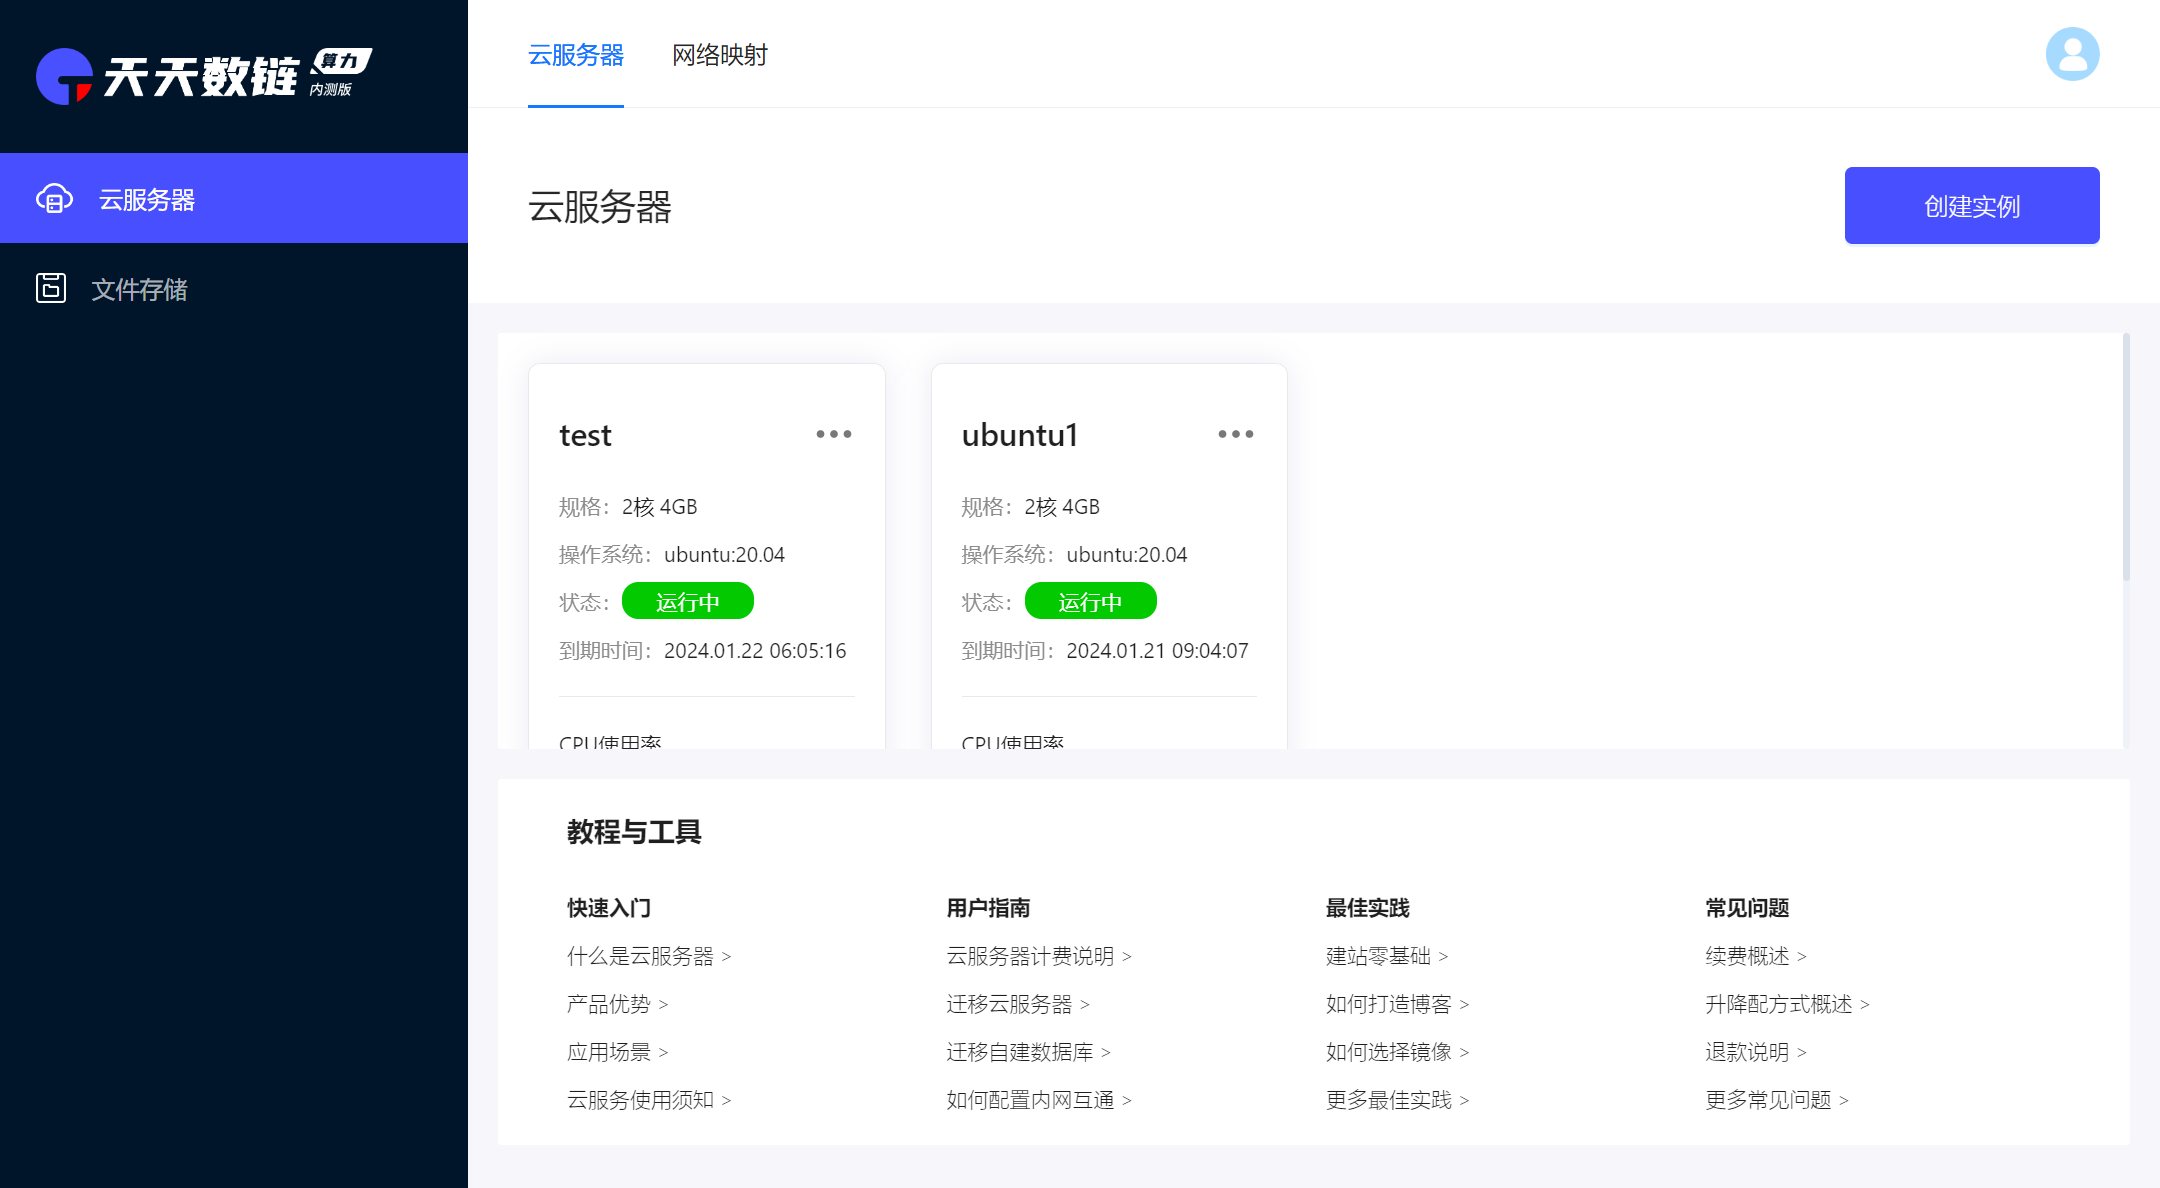 天天数链
算力
内测版
云服务器
文件存储
云服务器
网络映射
云服务器
创建实例
test
规格：2核 4GB
操作系统：ubuntu:20.04
状态：运行中
到期时间：2024.01.22 06:05:16
CPU使用率
ubuntu1
规格：2核 4GB
操作系统：ubuntu:20.04
状态：运行中
到期时间：2024.01.21 09:04:07
CPU使用率
教程与工具
快速入门
什么是云服务器 >
产品优势 >
应用场景 >
云服务使用须知 >
用户指南
云服务器计费说明 >
迁移云服务器 >
迁移自建数据库 >
如何配置内网互通 >
最佳实践
建站零基础 >
如何打造博客 >
如何选择镜像 >
更多最佳实践 >
常见问题
续费概述 >
升降配方式概述 >
退款说明 >
更多常见问题 >